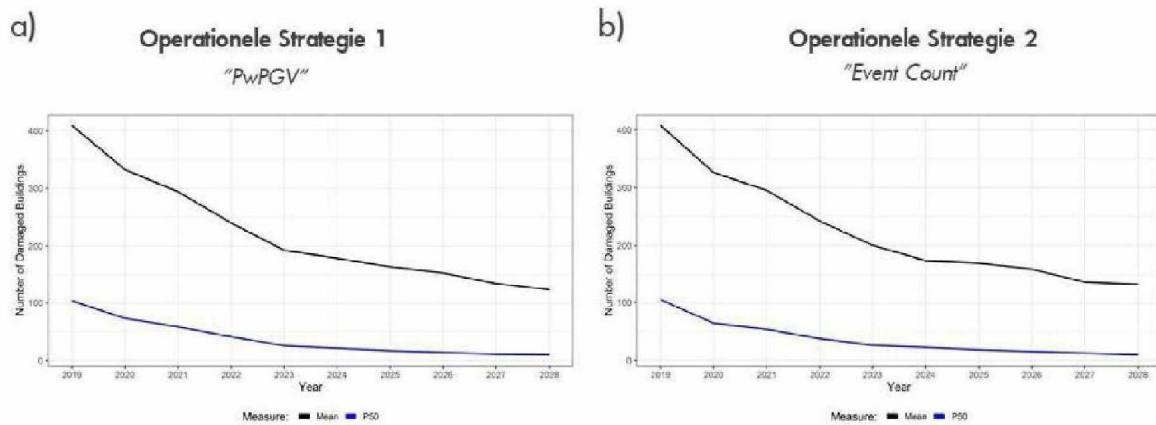 a)
Operationele Strategie 1
"PwPGV"
Number of Damaged Buildings
400
300
200
100
0
2019 2020 2021 2022 2023 2024 2025 2026 2027 2028
Year
Measure: Mean P50
b)
Operationele Strategie 2
"Event Count"
Number of Damaged Buildings
400
300
200
100
0
2019 2020 2021 2022 2023 2024 2025 2026 2027 2028
Year
Measure: Mean P50